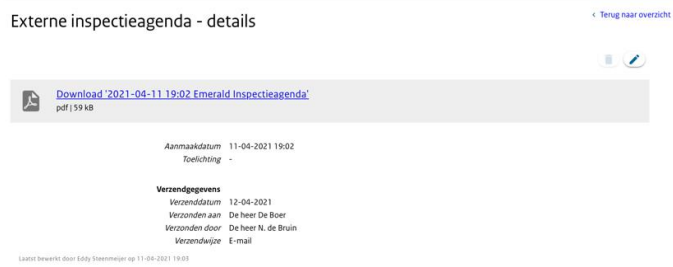 Externe inspectieagenda - details
< Terug naar overzicht
Download '2021-04-11 19:02 Emerald Inspectieagenda'
pdf | 59 kB
Aanmaakdatum 11-04-2021 19:02
Toelichting -
Verzendgegevens
Verzenddatum 12-04-2021
Verzonden aan De heer De Boer
Verzonden door De heer N. de Bruin
Verzendwijze E-mail
Laatst bewerkt door Eddy Steenmeijer op 11-04-2021 19:03